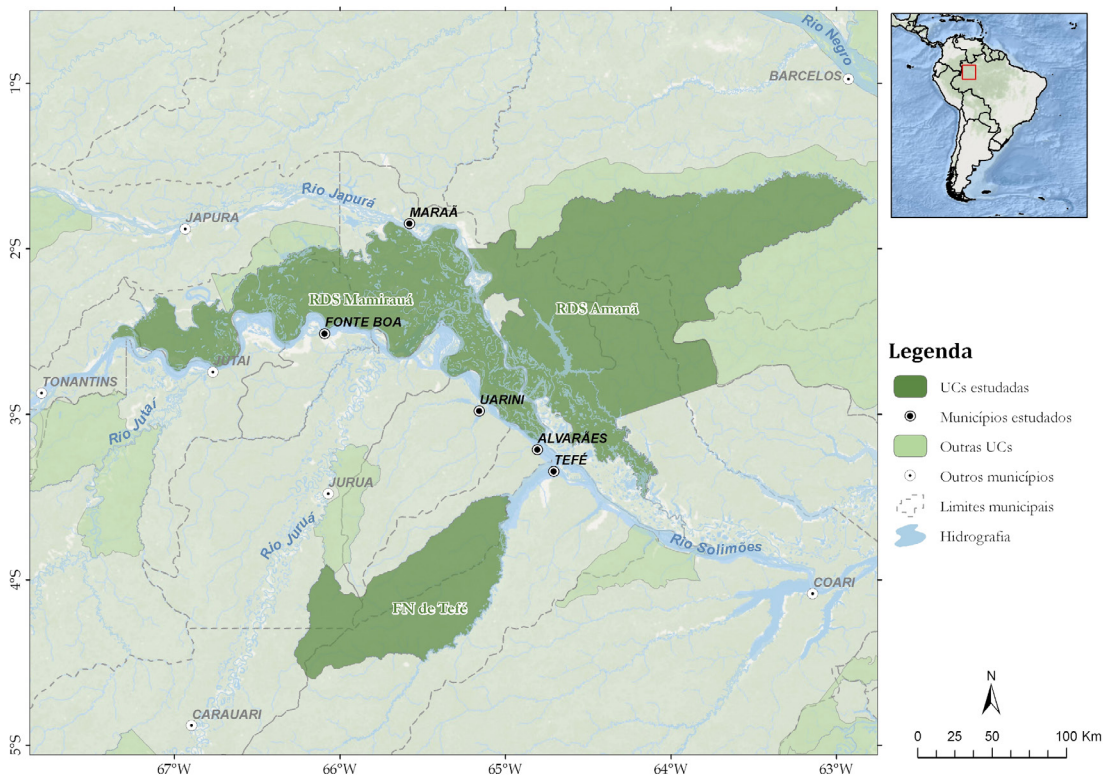 Rio Negro
BARCELOS
1°S
Rio Japurá
MARAÃ
JAPURA
2°S
RDS Mamirauá
RDS Amanã
FONTE BOA
JUTAI
TONANTINS
UARINI
3°S
Rio Jutaí
ALVARÃES
TEFÉ
JURUA
Rio Juruá
Rio Solimões
4°S
COARI
FN de Tefé
CARAUARI
5°S
67°W
66°W
65°W
64°W
63°W
Legenda
UCs estudadas
Municípios estudados
Outras UCs
Outros municípios
Limites municipais
Hidrografia
N
0 25 50 100 Km